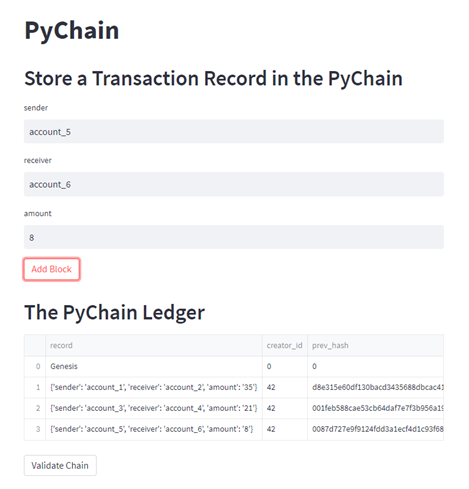 PyChain
Store a Transaction Record in the PyChain
sender
account_5
receiver
account_6
amount
8
Add Block
The PyChain Ledger
record creator_id prev_hash
0 Genesis 0 0
1 {'sender': 'account_1', 'receiver': 'account_2', 'amount': '35'} 42 d8e315e60df130bacd3435688dbcac41
2 {'sender': 'account_3', 'receiver': 'account_4', 'amount': '21'} 42 001feb588cae53cb64daf7e7f3b956a19
3 {'sender': 'account_5', 'receiver': 'account_6', 'amount': '8'} 42 0087d727e9f9124fdd3a1ecf4d1c93f68
Validate Chain